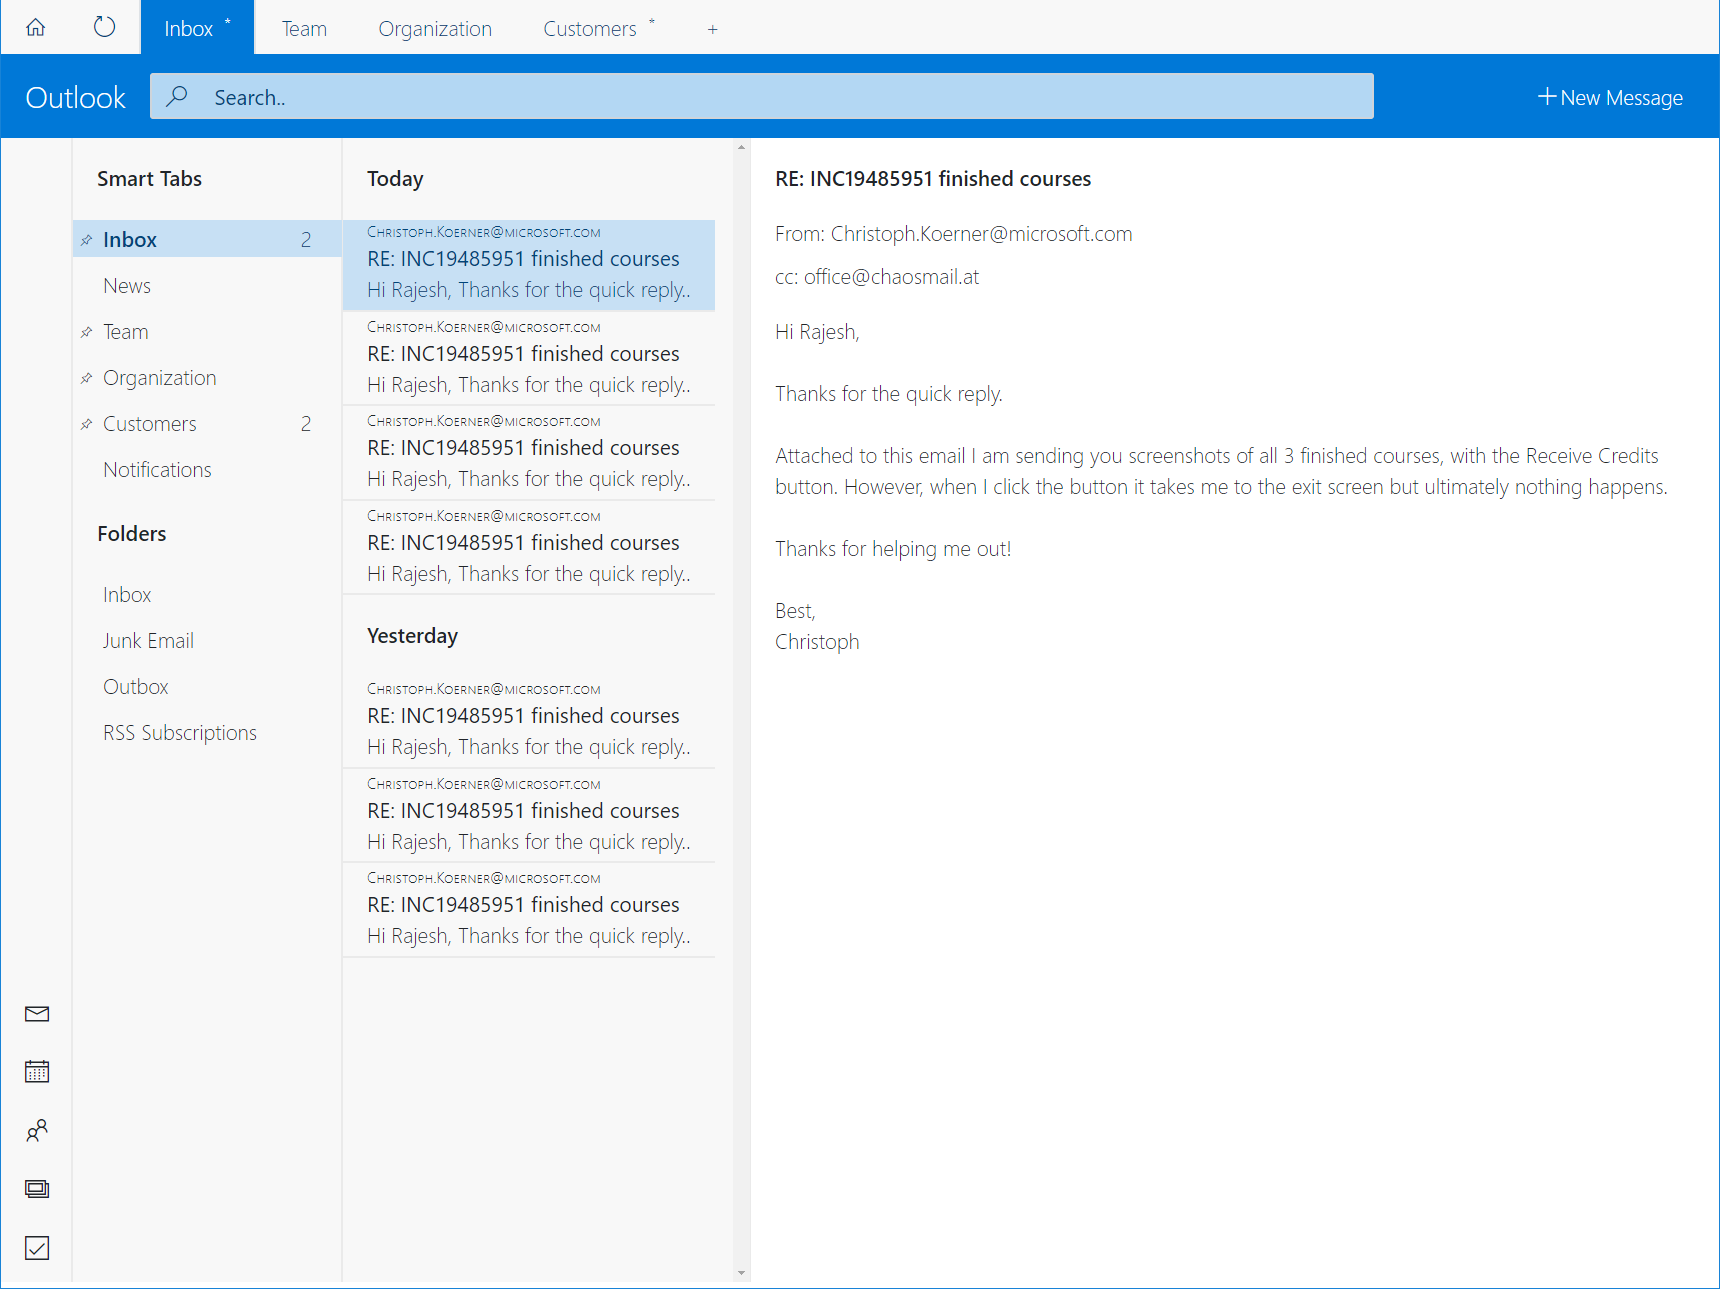 Inbox *
Team
Organization
Customers *
+
Outlook
Search..
+ New Message
Smart Tabs
Inbox 2
News
Team
Organization
Customers 2
Notifications
Folders
Inbox
Junk Email
Outbox
RSS Subscriptions
Today
Christoph.Koerner@microsoft.com
RE: INC19485951 finished courses
Hi Rajesh, Thanks for the quick reply..
Christoph.Koerner@microsoft.com
RE: INC19485951 finished courses
Hi Rajesh, Thanks for the quick reply..
Christoph.Koerner@microsoft.com
RE: INC19485951 finished courses
Hi Rajesh, Thanks for the quick reply..
Christoph.Koerner@microsoft.com
RE: INC19485951 finished courses
Hi Rajesh, Thanks for the quick reply..
Yesterday
Christoph.Koerner@microsoft.com
RE: INC19485951 finished courses
Hi Rajesh, Thanks for the quick reply..
Christoph.Koerner@microsoft.com
RE: INC19485951 finished courses
Hi Rajesh, Thanks for the quick reply..
Christoph.Koerner@microsoft.com
RE: INC19485951 finished courses
Hi Rajesh, Thanks for the quick reply..
RE: INC19485951 finished courses
From: Christoph.Koerner@microsoft.com
cc: office@chaosmail.at
Hi Rajesh,
Thanks for the quick reply.
Attached to this email I am sending you screenshots of all 3 finished courses, with the Receive Credits
button. However, when I click the button it takes me to the exit screen but ultimately nothing happens.
Thanks for helping me out!
Best,
Christoph